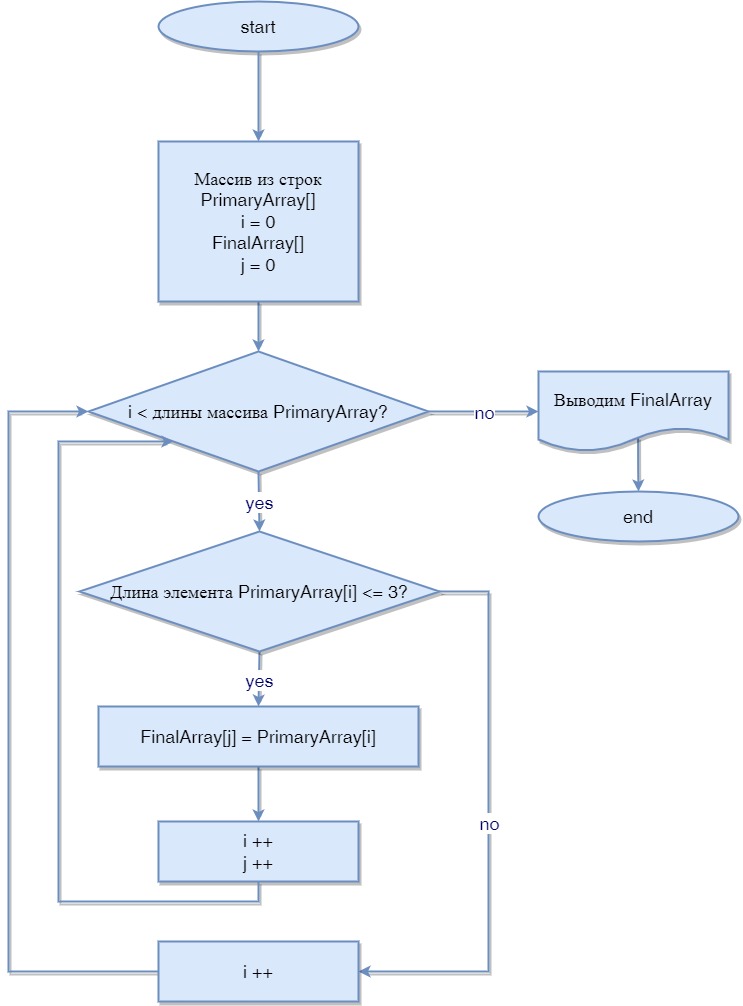 start
Массив из строк
PrimaryArray[]
i = 0
FinalArray[]
j = 0
i < длины массива PrimaryArray?
no
Выводим FinalArray
end
yes
Длина элемента PrimaryArray[i] <= 3?
yes
FinalArray[j] = PrimaryArray[i]
no
i ++
j ++
i ++